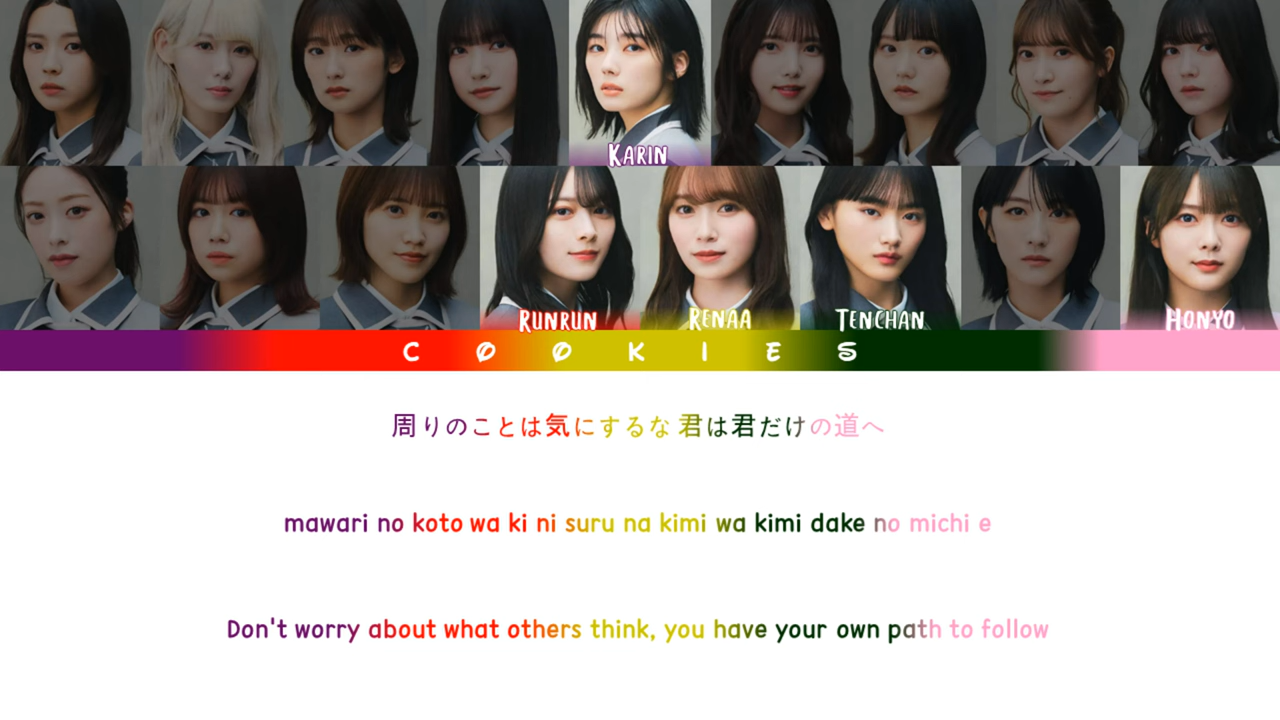 Karin
Runrun Renaa Tenchan Honyo
COOKIES
周りのことは気にするな 君は君だけの道へ
mawari no koto wa ki ni suru na kimi wa kimi dake no michi e
Don't worry about what others think, you have your own path to follow